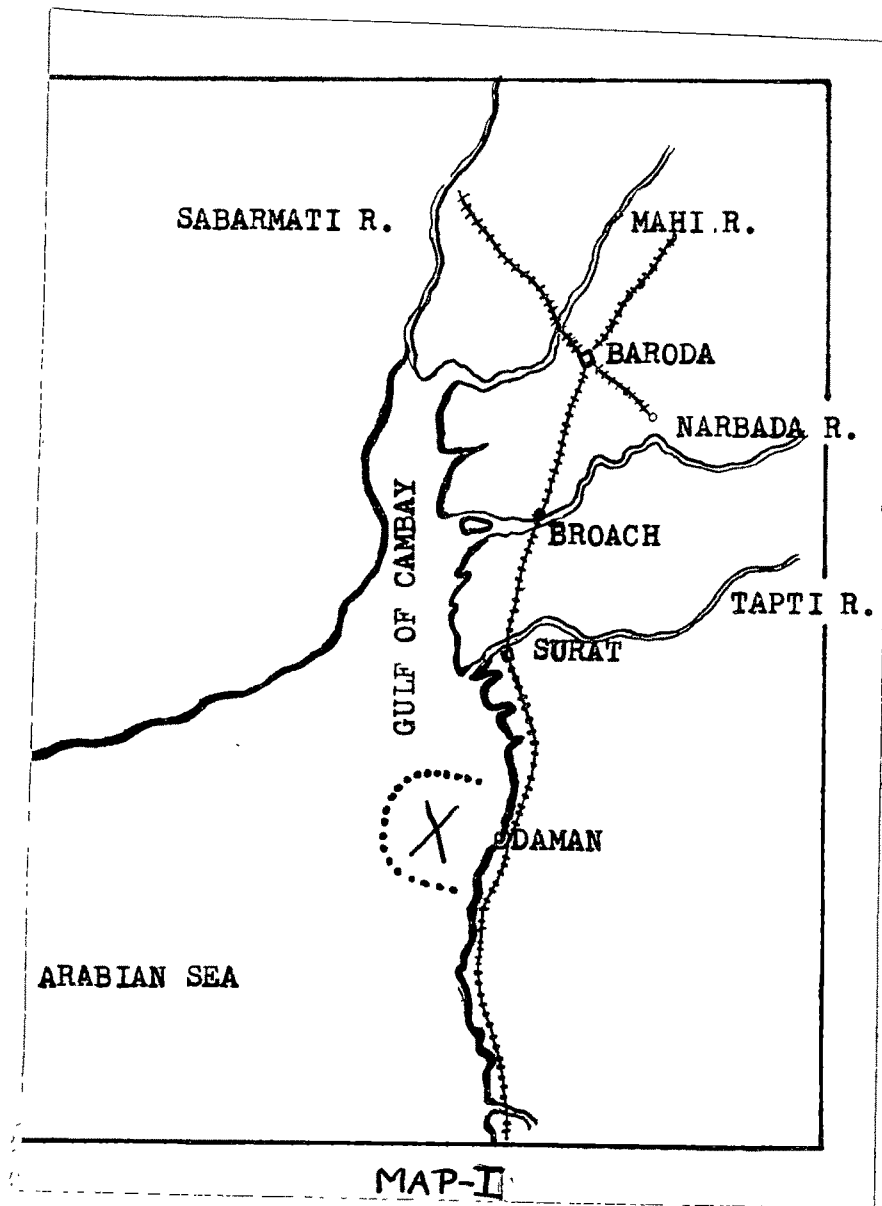 SABARMATI R.
MAHI R.
BARODA
NARBADA R.
BROACH
GULF OF CAMBAY
TAPTI R.
SURAT
X
DAMAN
ARABIAN SEA
MAP-II